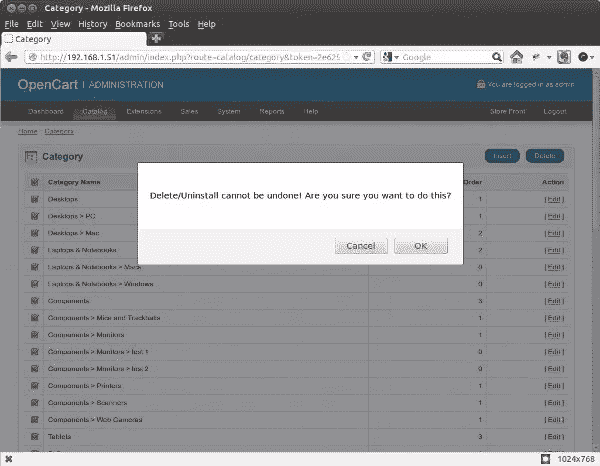 Category - Mozilla Firefox
File Edit View History Bookmarks Tools Help
Category
http://192.168.1.51/admin/index.php?route=catalog/category&token=2e625 Google
OpenCart | ADMINISTRATION You are logged in as admin
Dashboard Catalog Extensions Sales System Reports Help Store Front Logout
Home Category
Category Insert Delete
Category Name Order Action
Desktops 1 [ Edit ]
Desktops > PC 1 [ Edit ]
Desktops > Mac 2 [ Edit ]
Laptops & Notebooks 2 [ Edit ]
Laptops & Notebooks > Macs 0 [ Edit ]
Laptops & Notebooks > Windows 0 [ Edit ]
Components 3 [ Edit ]
Components > Mice and Trackballs 1 [ Edit ]
Components > Monitors 1 [ Edit ]
Components > Monitors > test 1 0 [ Edit ]
Components > Monitors > test 2 0 [ Edit ]
Components > Printers 1 [ Edit ]
Components > Scanners 1 [ Edit ]
Components > Web Cameras 1 [ Edit ]
Tablets 3 [ Edit ]
Delete/Uninstall cannot be undone! Are you sure you want to do this?
Cancel OK
1024x768